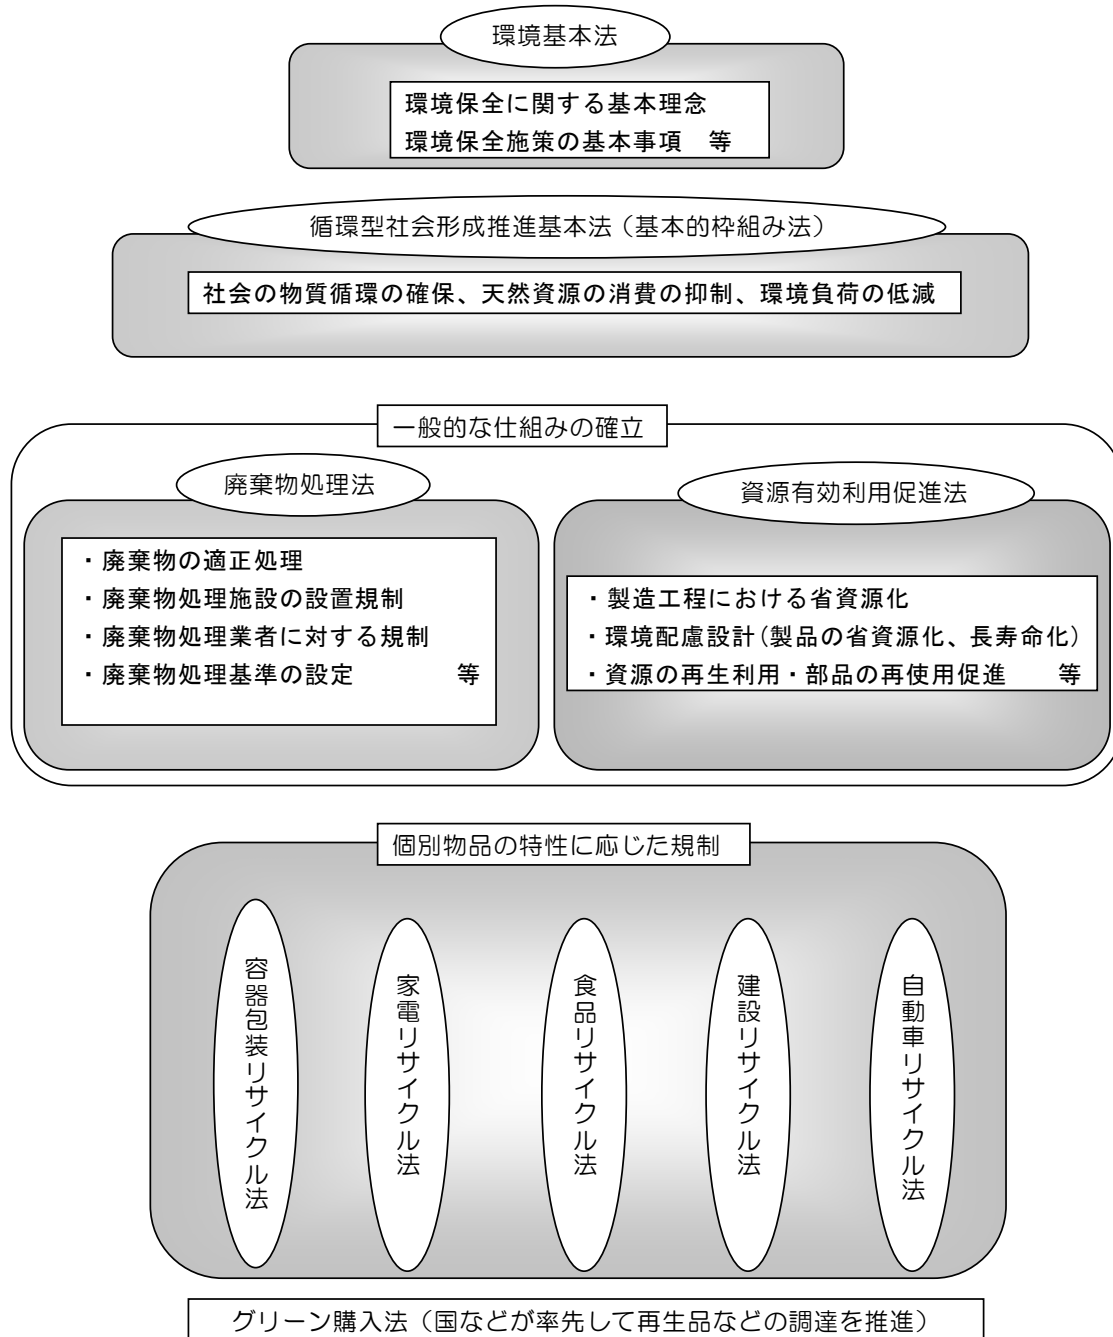 環境基本法
環境保全に関する基本理念
環境保全施策の基本事項　等
循環型社会形成推進基本法（基本的枠組み法）
社会の物質循環の確保、天然資源の消費の抑制、環境負荷の低減
一般的な仕組みの確立
廃棄物処理法
・廃棄物の適正処理
・廃棄物処理施設の設置規制
・廃棄物処理業者に対する規制
・廃棄物処理基準の設定　　　　等
資源有効利用促進法
・製造工程における省資源化
・環境配慮設計(製品の省資源化、長寿命化)
・資源の再生利用・部品の再使用促進　　等
個別物品の特性に応じた規制
容器包装リサイクル法
家電リサイクル法
食品リサイクル法
建設リサイクル法
自動車リサイクル法
グリーン購入法（国などが率先して再生品などの調達を推進）